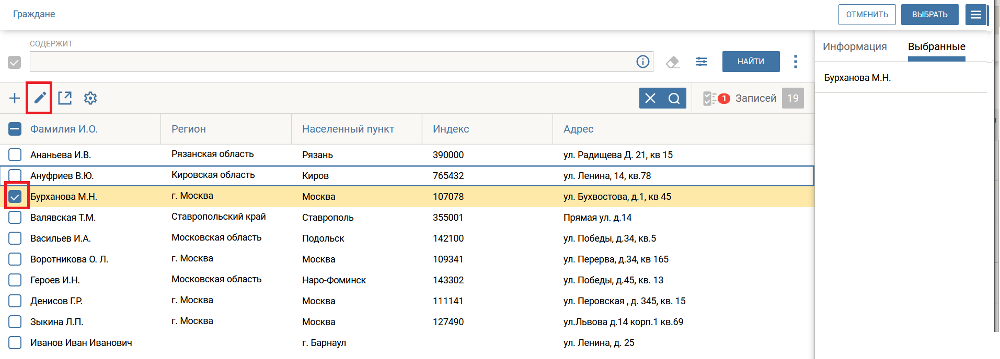 Граждане
ОТМЕНИТЬ ВЫБРАТЬ
СОДЕРЖИТ
НАЙТИ
Информация Выбранные
Бурханова М.Н.
1 Записей 19
Фамилия И.О. Регион Населенный пункт Индекс Адрес
Ананьева И.В. Рязанская область Рязань 390000 ул. Радищева Д. 21, кв 15
Ануфриев В.Ю. Кировская область Киров 765432 ул. Ленина, 14, кв.78
Бурханова М.Н. г. Москва Москва 107078 ул. Бухвостова, д.1, кв 45
Валявская Т.М. Ставропольский край Ставрополь 355001 Прямая ул. д.14
Васильев И.А. Московская область Подольск 142100 ул. Победы, д.34, кв.5
Воротникова О. Л. г. Москва Москва 109341 ул. Перерва, д.34, кв 165
Героев И.Н. Московская область Наро-Фоминск 143302 ул. Победы, д.45, кв. 13
Денисов Г.Р. г. Москва Москва 111141 ул. Перовская , д. 345, кв. 15
Зыкина Л.П. г. Москва Москва 127490 ул.Львова д.14 корп.1 кв.69
Иванов Иван Иванович г. Барнаул ул. Ленина, д. 25